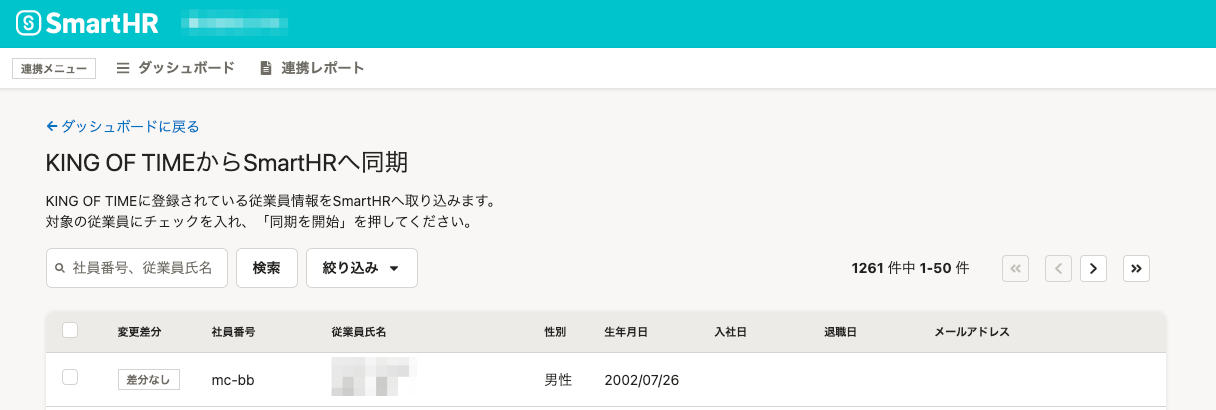 SmartHR
連携メニュー ダッシュボード 連携レポート
ダッシュボードに戻る
KING OF TIMEからSmartHRへ同期
KING OF TIMEに登録されている従業員情報をSmartHRへ取り込みます。
対象の従業員にチェックを入れ、「同期を開始」を押してください。
社員番号、従業員氏名 検索 絞り込み 1261 件中 1-50 件
変更差分 社員番号 従業員氏名 性別 生年月日 入社日 退職日 メールアドレス
差分なし mc-bb 男性 2002/07/26